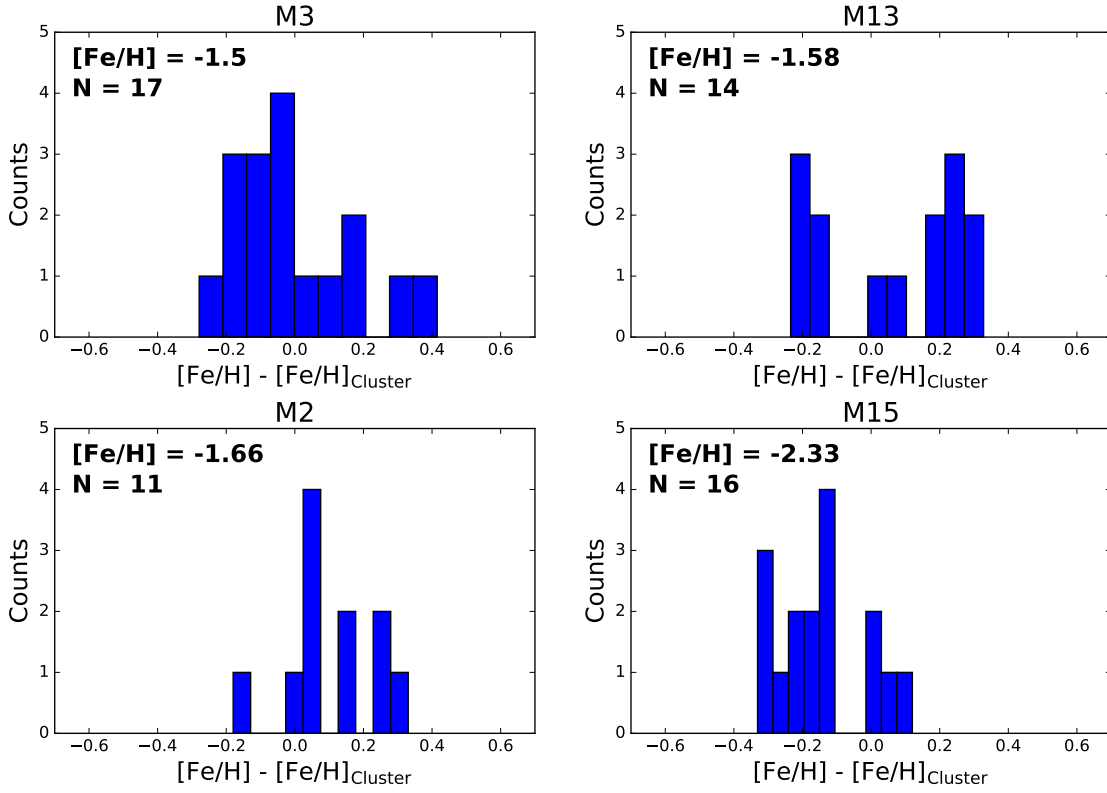 M3
[Fe/H] = -1.5
N = 17
5
4
3
2
1
0
Counts
−0.6 −0.4 −0.2 0.0 0.2 0.4 0.6
[Fe/H] - [Fe/H]Cluster
M13
[Fe/H] = -1.58
N = 14
5
4
3
2
1
0
Counts
−0.6 −0.4 −0.2 0.0 0.2 0.4 0.6
[Fe/H] - [Fe/H]Cluster
M2
[Fe/H] = -1.66
N = 11
5
4
3
2
1
0
Counts
−0.6 −0.4 −0.2 0.0 0.2 0.4 0.6
[Fe/H] - [Fe/H]Cluster
M15
[Fe/H] = -2.33
N = 16
5
4
3
2
1
0
Counts
−0.6 −0.4 −0.2 0.0 0.2 0.4 0.6
[Fe/H] - [Fe/H]Cluster